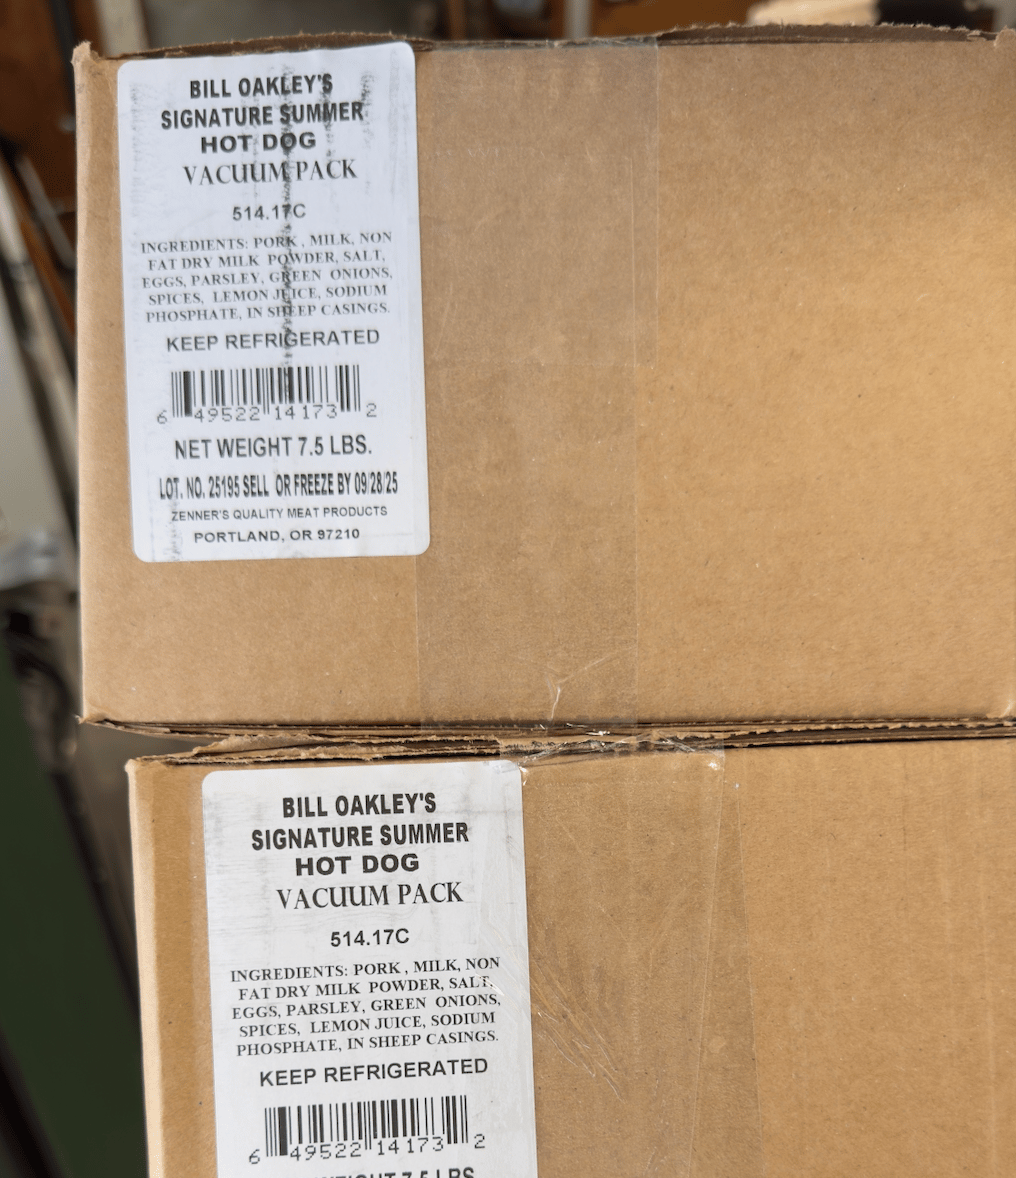 BILL OAKLEY'S
SIGNATURE SUMMER
HOT DOG
VACUUM PACK
514.17C
INGREDIENTS: PORK , MILK, NON
FAT DRY MILK POWDER, SALT,
EGGS, PARSLEY, GREEN ONIONS,
SPICES, LEMON JUICE, SODIUM
PHOSPHATE, IN SHEEP CASINGS.
KEEP REFRIGERATED
6 49522 14173 2
NET WEIGHT 7.5 LBS.
LOT. NO. 25195 SELL OR FREEZE BY 09/28/25
ZENNER'S QUALITY MEAT PRODUCTS
PORTLAND, OR 97210
BILL OAKLEY'S
SIGNATURE SUMMER
HOT DOG
VACUUM PACK
514.17C
INGREDIENTS: PORK , MILK, NON
FAT DRY MILK POWDER, SALT,
EGGS, PARSLEY, GREEN ONIONS,
SPICES, LEMON JUICE, SODIUM
PHOSPHATE, IN SHEEP CASINGS.
KEEP REFRIGERATED
6 49522 14173 2
WEIGHT 7.5 LBS